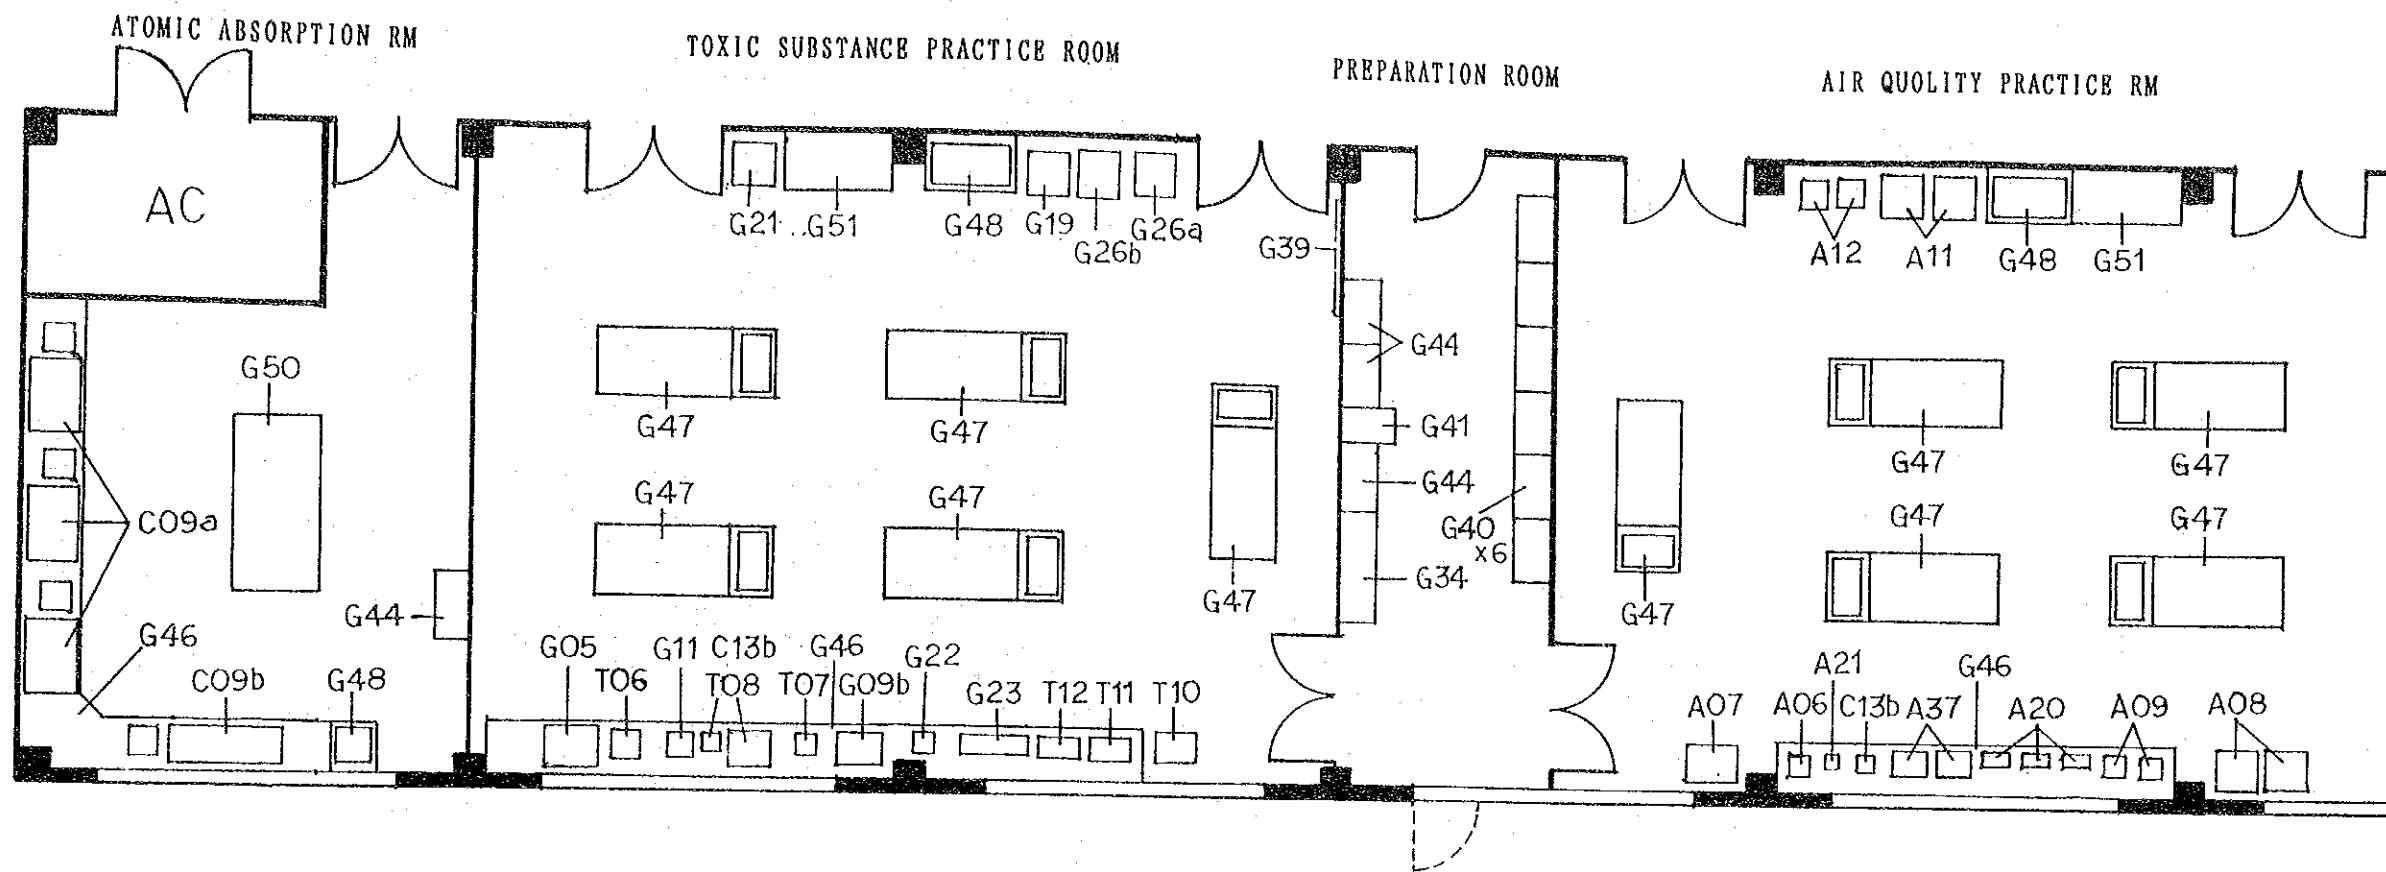 ATOMIC ABSORPTION RM
TOXIC SUBSTANCE PRACTICE ROOM
PREPARATION ROOM
AIR QUOLITY PRACTICE RM
AC
G21
G51
G48
G19
G26b
G26a
G39
A12
A11
G48
G51
G50
G47
G47
G44
G41
G47
G47
C09a
G47
G47
G44
G40
x6
G34
G47
G47
G44
G47
G47
G46
C09b
G48
G05
T06
G11
C13b
T08
T07
G46
G09b
G22
G23
T12
T11
T10
A07
A06
A21
C13b
A37
G46
A20
A09
A08